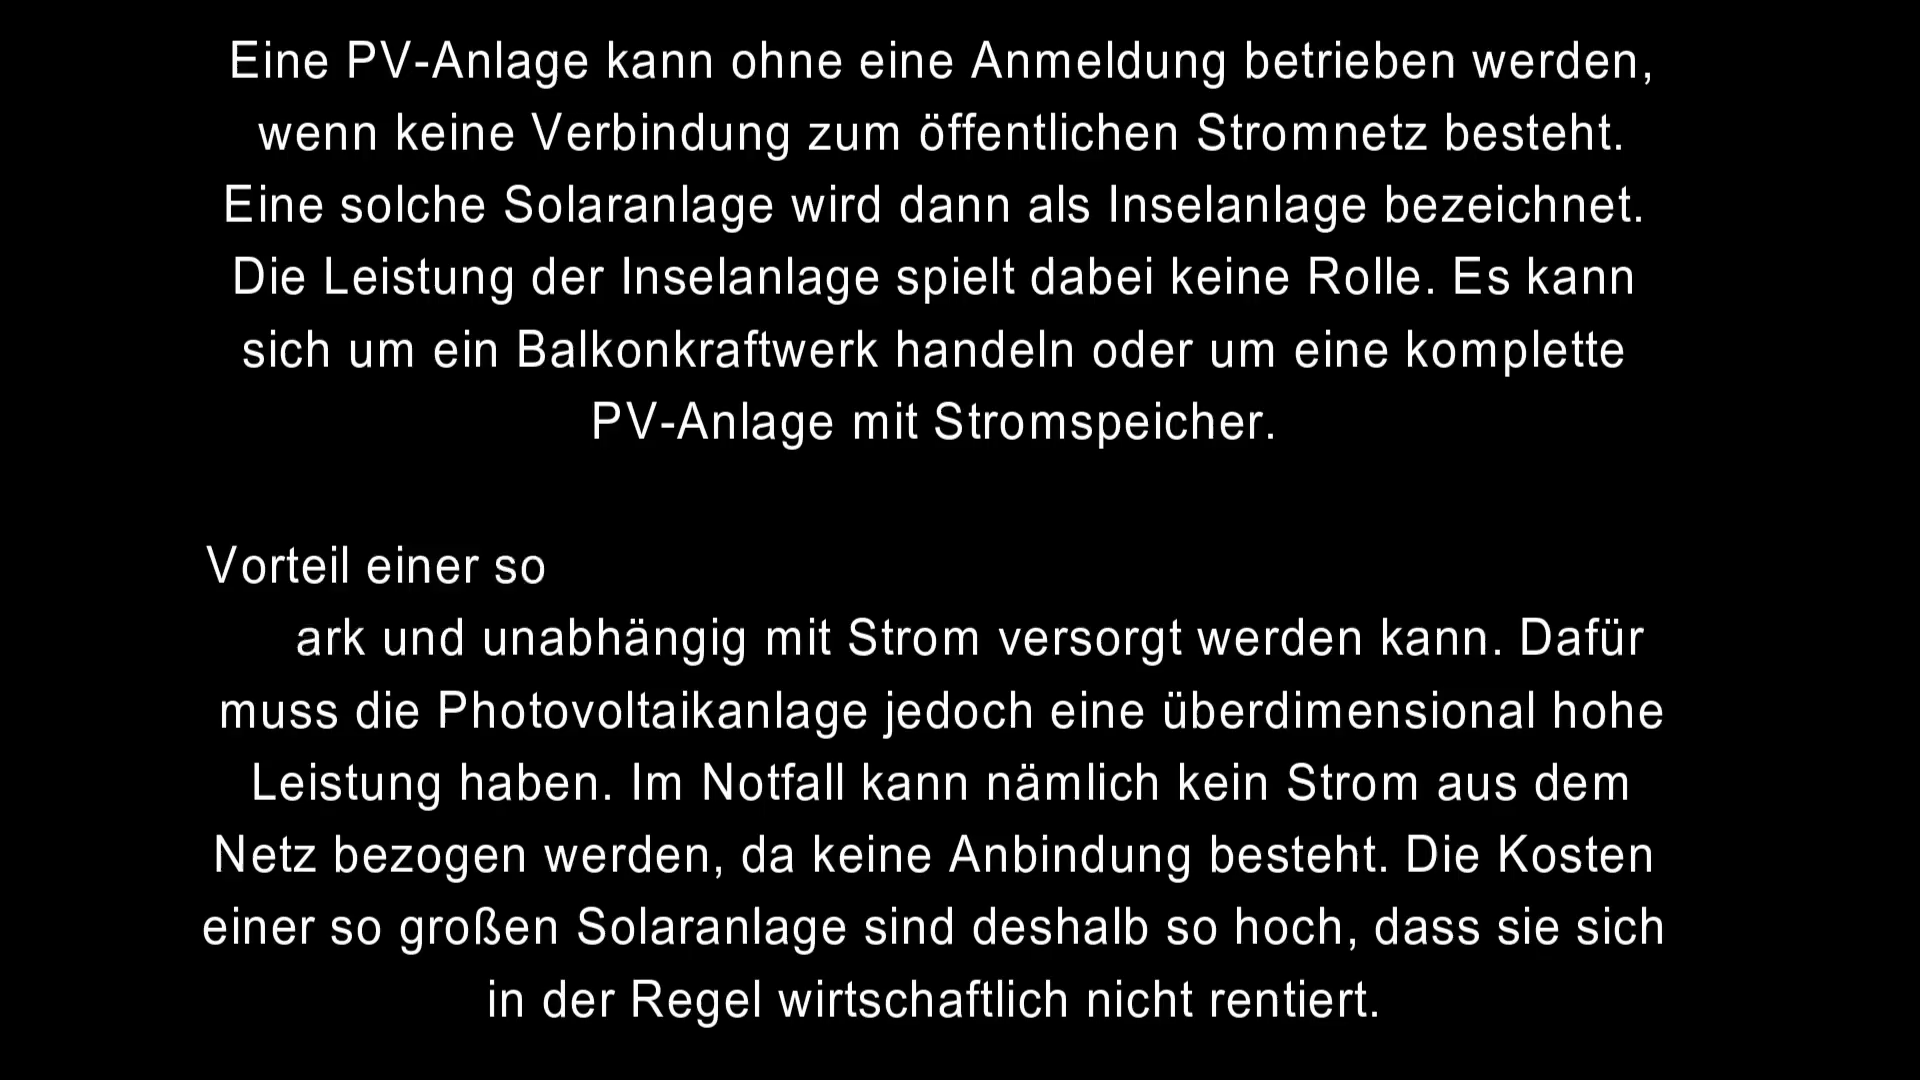 Eine PV-Anlage kann ohne eine Anmeldung betrieben werden,
wenn keine Verbindung zum öffentlichen Stromnetz besteht.
Eine solche Solaranlage wird dann als Inselanlage bezeichnet.
Die Leistung der Inselanlage spielt dabei keine Rolle. Es kann
sich um ein Balkonkraftwerk handeln oder um eine komplette
PV-Anlage mit Stromspeicher.
Vorteil einer so
ark und unabhängig mit Strom versorgt werden kann. Dafür
muss die Photovoltaikanlage jedoch eine überdimensional hohe
Leistung haben. Im Notfall kann nämlich kein Strom aus dem
Netz bezogen werden, da keine Anbindung besteht. Die Kosten
einer so großen Solaranlage sind deshalb so hoch, dass sie sich
in der Regel wirtschaftlich nicht rentiert.